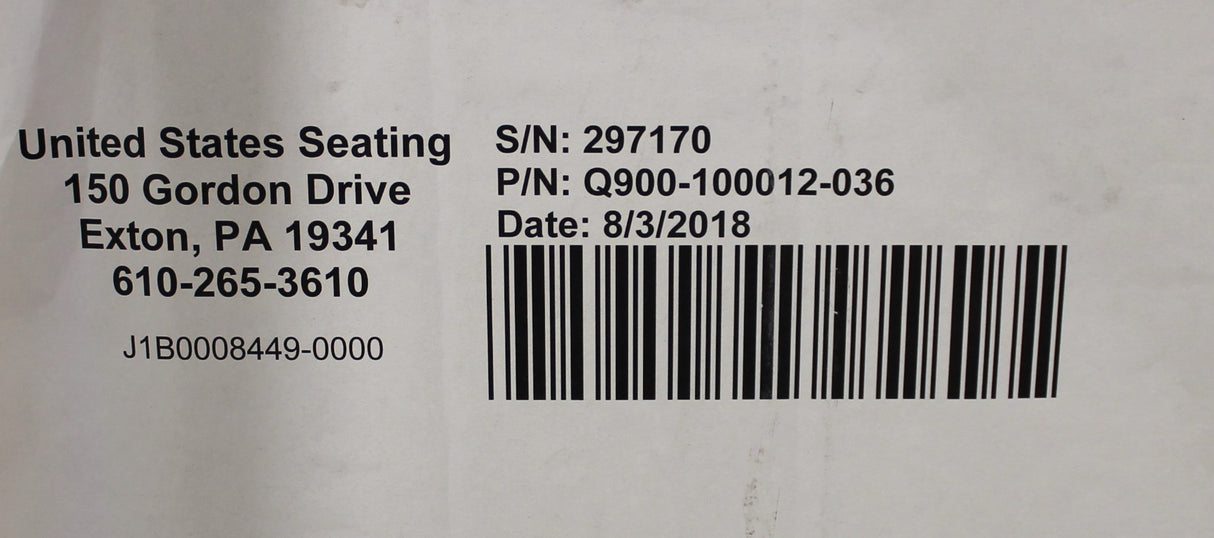 United States Seating
150 Gordon Drive
Exton, PA 19341
610-265-3610
J1B0008449-0000
S/N: 297170
P/N: Q900-100012-036
Date: 8/3/2018